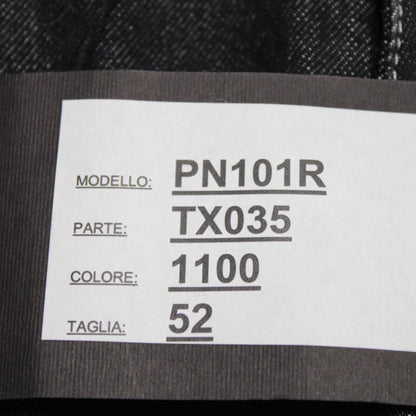 MODELLO: PN101R
PARTE: TX035
COLORE: 1100
TAGLIA: 52